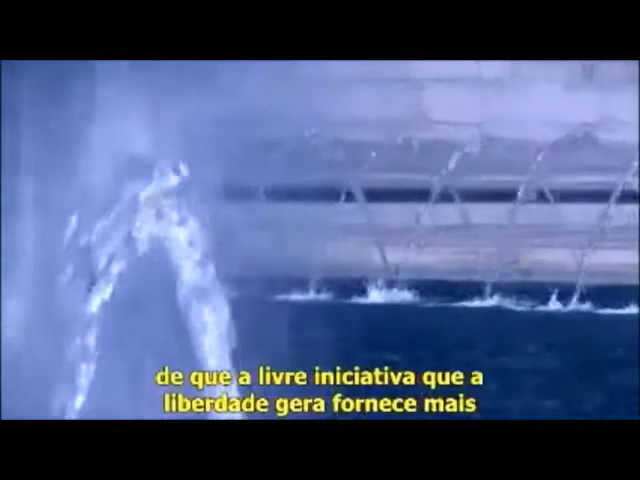 de que a livre iniciativa que a
liberdade gera fornece mais